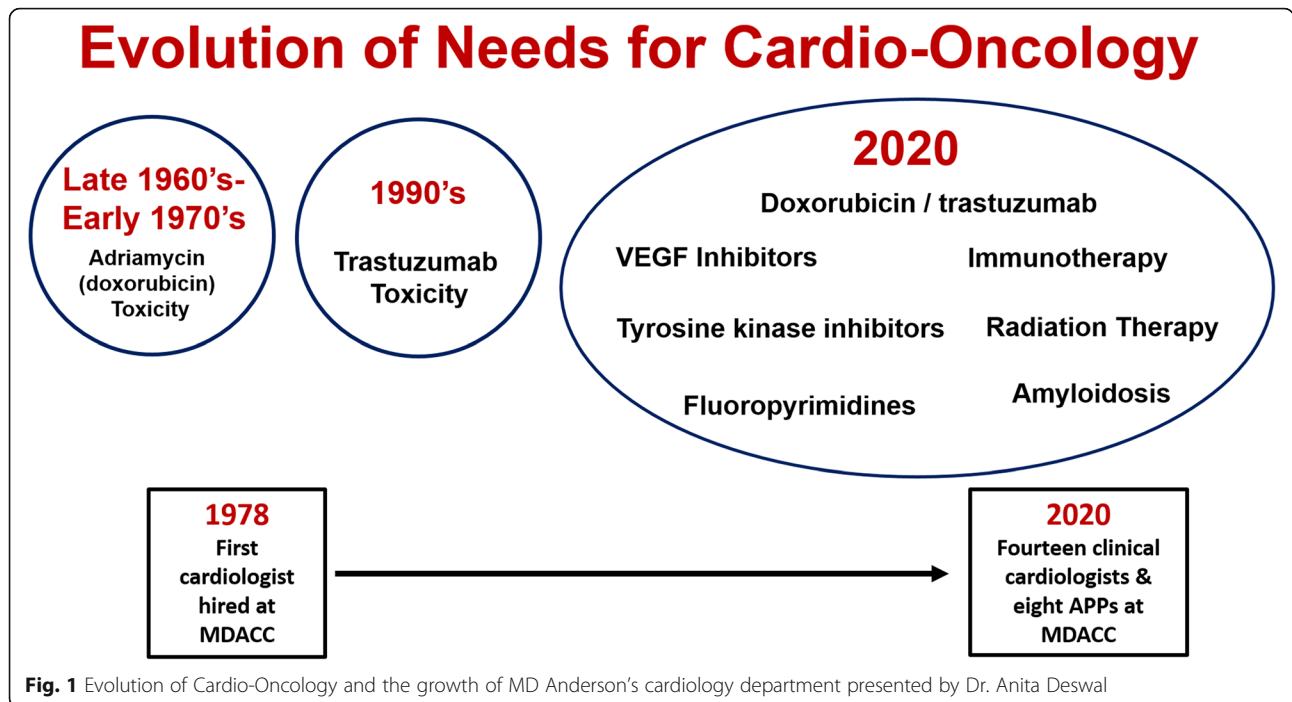 Evolution of Needs for Cardio-Oncology
Late 1960's-
Early 1970's
Adriamycin
(doxorubicin)
Toxicity
1990's
Trastuzumab
Toxicity
2020
Doxorubicin / trastuzumab
VEGF Inhibitors
Immunotherapy
Tyrosine kinase inhibitors
Radiation Therapy
Fluoropyrimidines
Amyloidosis
1978
First
cardiologist
hired at
MDACC
2020
Fourteen clinical
cardiologists &
eight APPs at
MDACC
Fig. 1 Evolution of Cardio-Oncology and the growth of MD Anderson's cardiology department presented by Dr. Anita Deswal